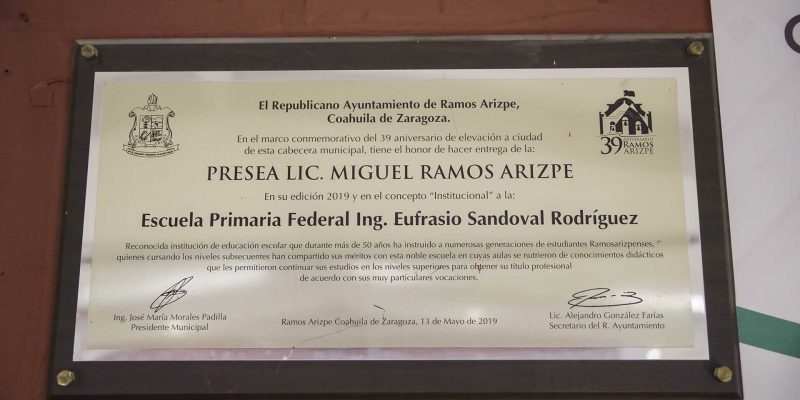 El Republicano Ayuntamiento de Ramos Arizpe,
Coahuila de Zaragoza.
En el marco conmemorativo del 39 aniversario de elevación a ciudad
de esta cabecera municipal, tiene el honor de hacer entrega de la:
PRESEA LIC. MIGUEL RAMOS ARIZPE
En su edición 2019 y en el concepto “Institucional” a la:
Escuela Primaria Federal Ing. Eufrasio Sandoval Rodríguez
Reconocida institución de educación escolar que durante más de 50 años ha instruido a numerosas generaciones de estudiantes Ramosarizpenses,
quienes cursando los niveles subsecuentes han compartido sus méritos con esta noble escuela en cuyas aulas se nutrieron de conocimientos didácticos
que les permitieron continuar sus estudios en los niveles superiores para obtener su título profesional
de acuerdo con sus muy particulares vocaciones.
Ing. José María Morales Padilla
Presidente Municipal
Ramos Arizpe Coahuila de Zaragoza, 13 de Mayo de 2019
Lic. Alejandro González Farías
Secretario del R. Ayuntamiento
39 ANIVERSARIO
RAMOS
ARIZPE